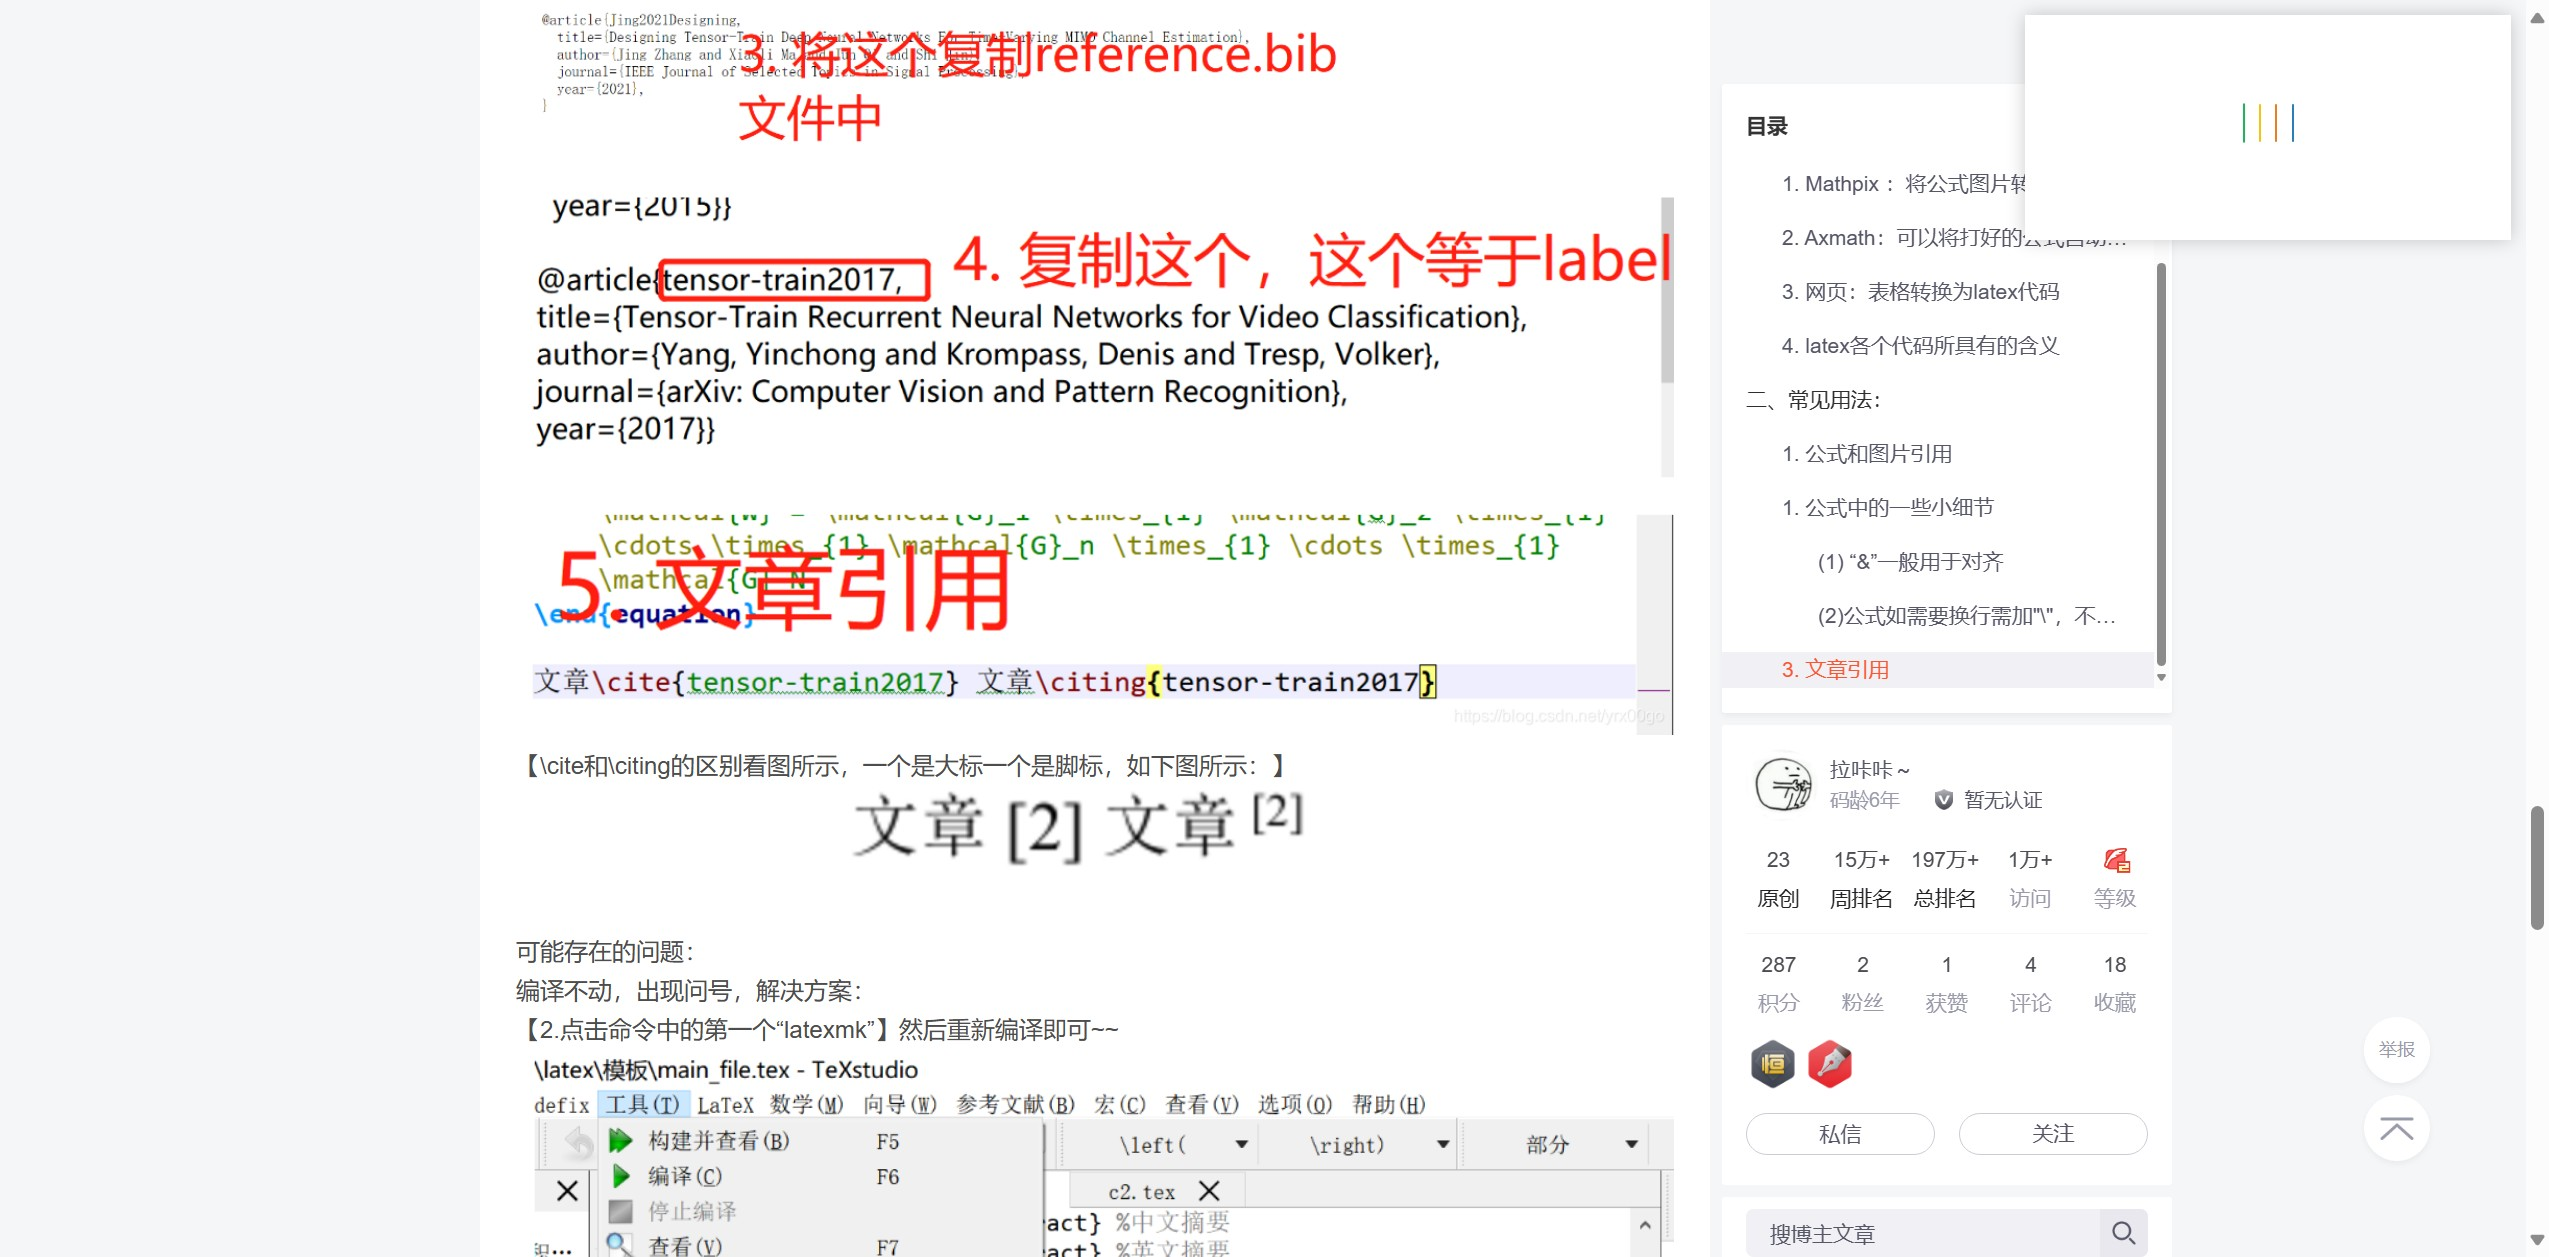 @article{Jing2021Designing,
title={Designing Tensor-Train Deep Neural Networks For Time-Varying MIMO Channel Estimation},
author={Jing Zhang and Xiaoli Ma and Jun Qi and Shi Jin},
journal={IEEE Journal of Selected Topics in Signal Processing},
year={2021},
}
3. 将这个复制reference.bib
文件中
year={2015}}
4. 复制这个，这个等于label
@article{tensor-train2017,
title={Tensor-Train Recurrent Neural Networks for Video Classification},
author={Yang, Yinchong and Krompass, Denis and Tresp, Volker},
journal={arXiv: Computer Vision and Pattern Recognition},
year={2017}}
\mathcal{W} = \mathcal{G}_1 \times_{1} \mathcal{G}_2 \times_{1}
\cdots \times_{1} \mathcal{G}_n \times_{1} \cdots \times_{1}
\mathcal{G}_N
\end{equation}
5. 文章引用
文章\cite{tensor-train2017} 文章\citing{tensor-train2017}
https://blog.csdn.net/yrx00go
【\cite和\citing的区别看图所示，一个是大标一个是脚标，如下图所示：】
文章 [2] 文章 [2]
可能存在的问题：
编译不动，出现问号，解决方案：
【2.点击命令中的第一个“latexmk”】然后重新编译即可~~
\latex\模板\main_file.tex - TeXstudio
defix 工具(T) LaTeX 数学(M) 向导(W) 参考文献(B) 宏(C) 查看(V) 选项(O) 帮助(H)
构建并查看(B) F5
\left( \right) 部分
编译(C) F6
c2.tex
停止编译
act} %中文摘要
查看(V) F7
act} %英文摘要
目录
1. Mathpix ：将公式图片转
2. Axmath：可以将打好的公式自动…
3. 网页：表格转换为latex代码
4. latex各个代码所具有的含义
二、常见用法：
1. 公式和图片引用
1. 公式中的一些小细节
(1) “&”一般用于对齐
(2)公式如需要换行需加"\"，不…
3. 文章引用
拉咔咔～
码龄6年 暂无认证
23 15万+ 197万+ 1万+
原创 周排名 总排名 访问 等级
287 2 1 4 18
积分 粉丝 获赞 评论 收藏
私信 关注
搜博主文章
举报